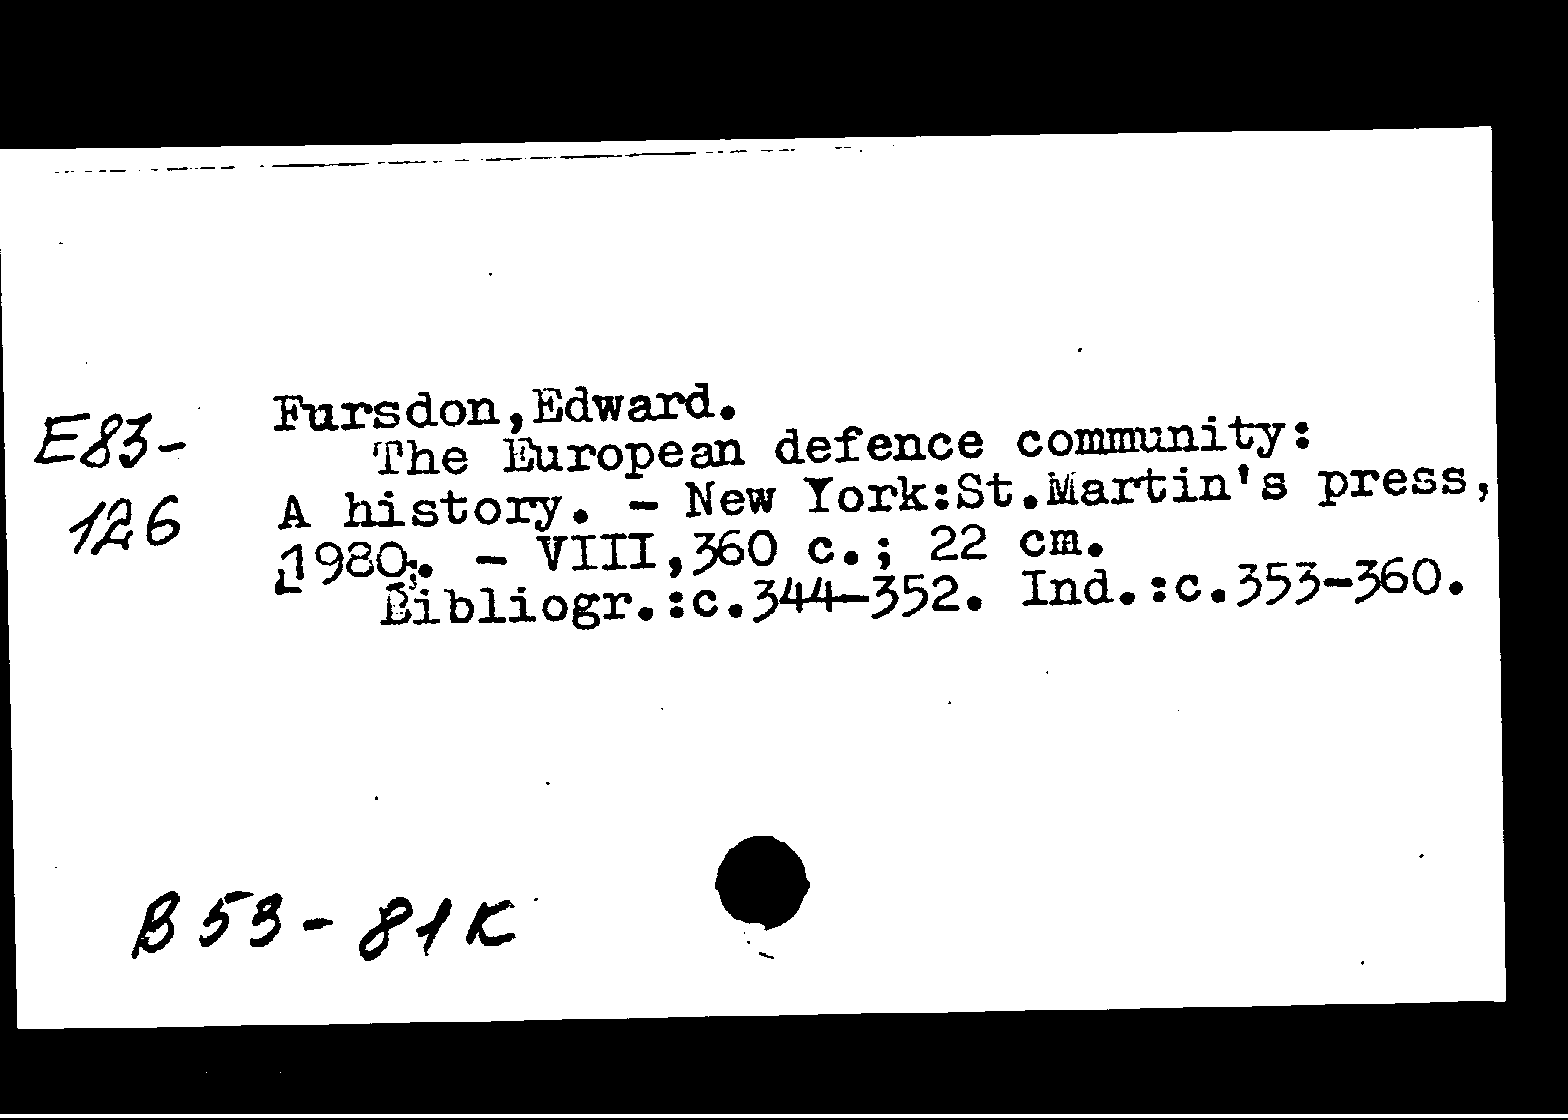 E83-
126
Fursdon,Edward.
The European defence community:
A history. - New York:St.Martin's press,
[1980]. - VIII,360 c.; 22 cm.
Bibliogr.:c.344-352. Ind.:c.353-360.
B53-81K